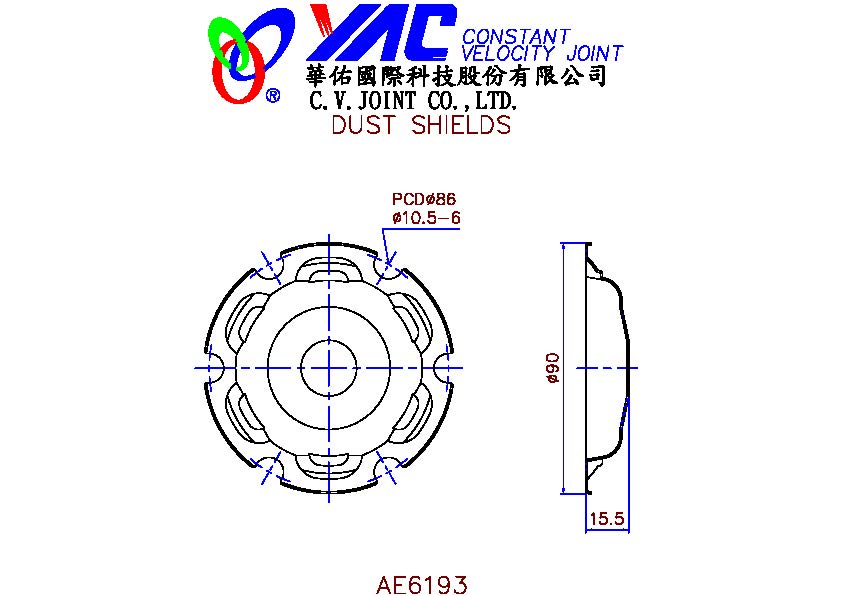 YAC CONSTANT
VELOCITY JOINT
®
華佑國際科技股份有限公司
C.V.JOINT CO.,LTD.
DUST SHIELDS
PCDø86
ø10.5-6
ø90
15.5
AE6193